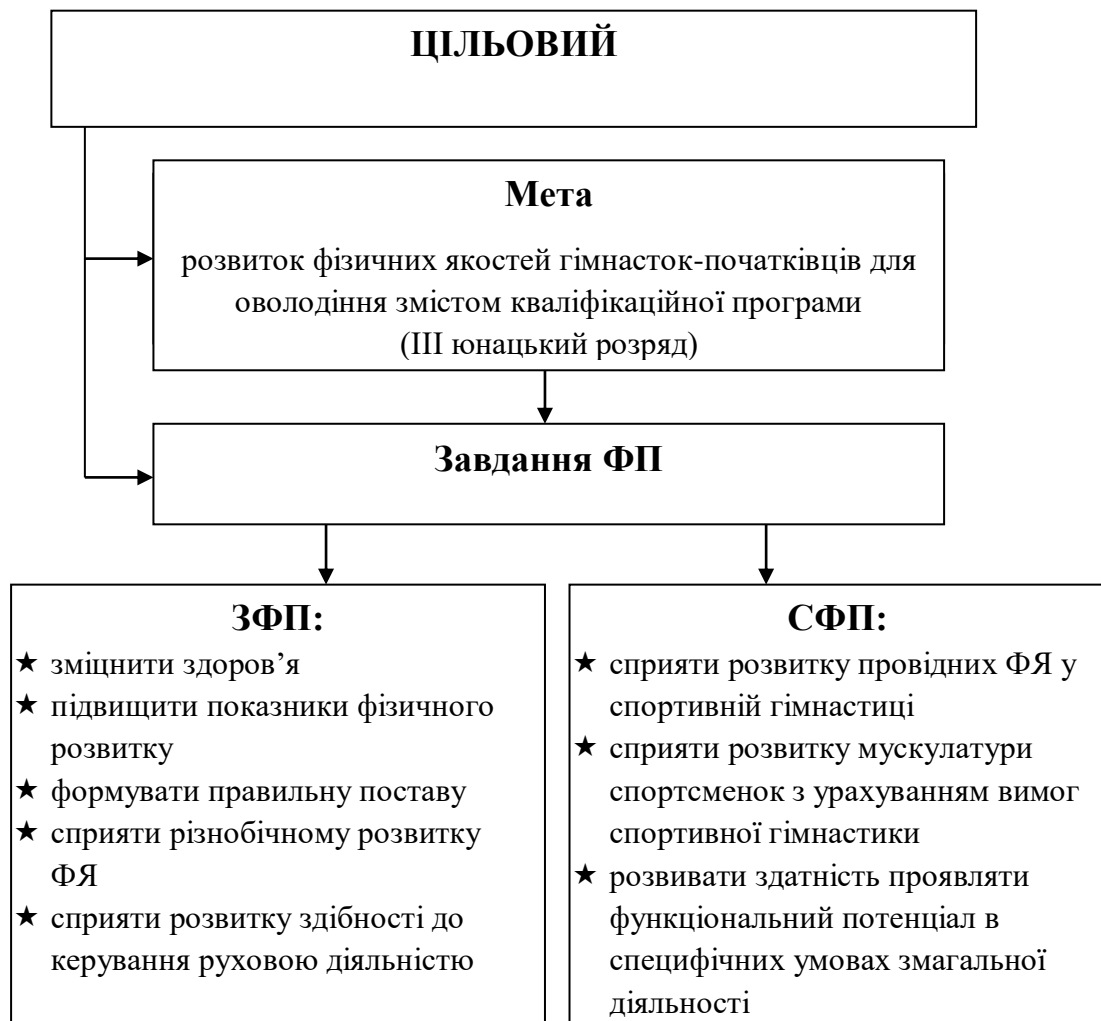 ЦІЛЬОВИЙ
Мета
розвиток фізичних якостей гімнасток-початківців для
оволодіння змістом кваліфікаційної програми
(ІІІ юнацький розряд)
Завдання ФП
ЗФП:
★ зміцнити здоров’я
★ підвищити показники фізичного
розвитку
★ формувати правильну поставу
★ сприяти різнобічному розвитку
ФЯ
★ сприяти розвитку здібності до
керування руховою діяльністю
СФП:
★ сприяти розвитку провідних ФЯ у
спортивній гімнастиці
★ сприяти розвитку мускулатури
спортсменок з урахуванням вимог
спортивної гімнастики
★ розвивати здатність проявляти
функціональний потенціал в
специфічних умовах змагальної
діяльності